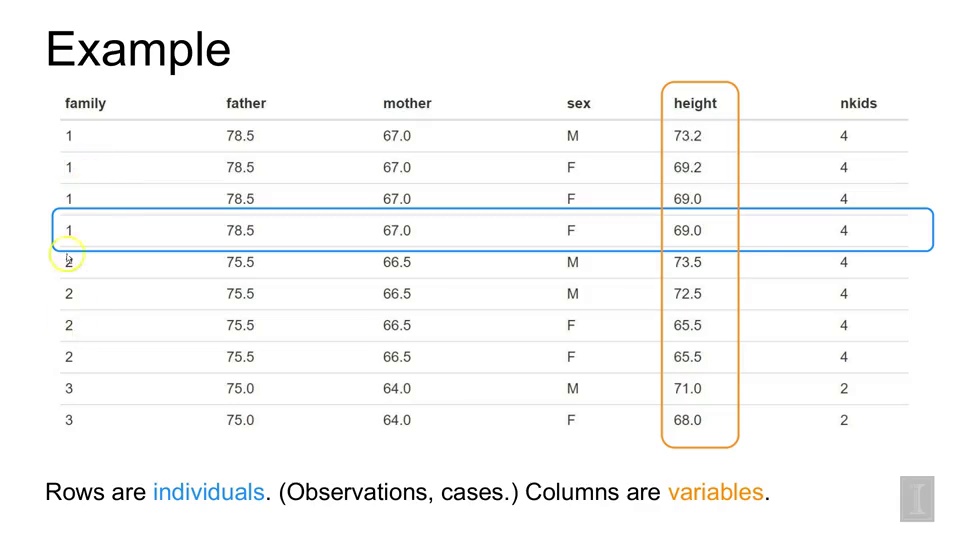 Example
family father mother sex height nkids
1 78.5 67.0 M 73.2 4
1 78.5 67.0 F 69.2 4
1 78.5 67.0 F 69.0 4
1 78.5 67.0 F 69.0 4
2 75.5 66.5 M 73.5 4
2 75.5 66.5 M 72.5 4
2 75.5 66.5 F 65.5 4
2 75.5 66.5 F 65.5 4
3 75.0 64.0 M 71.0 2
3 75.0 64.0 F 68.0 2
Rows are individuals. (Observations, cases.) Columns are variables.
I